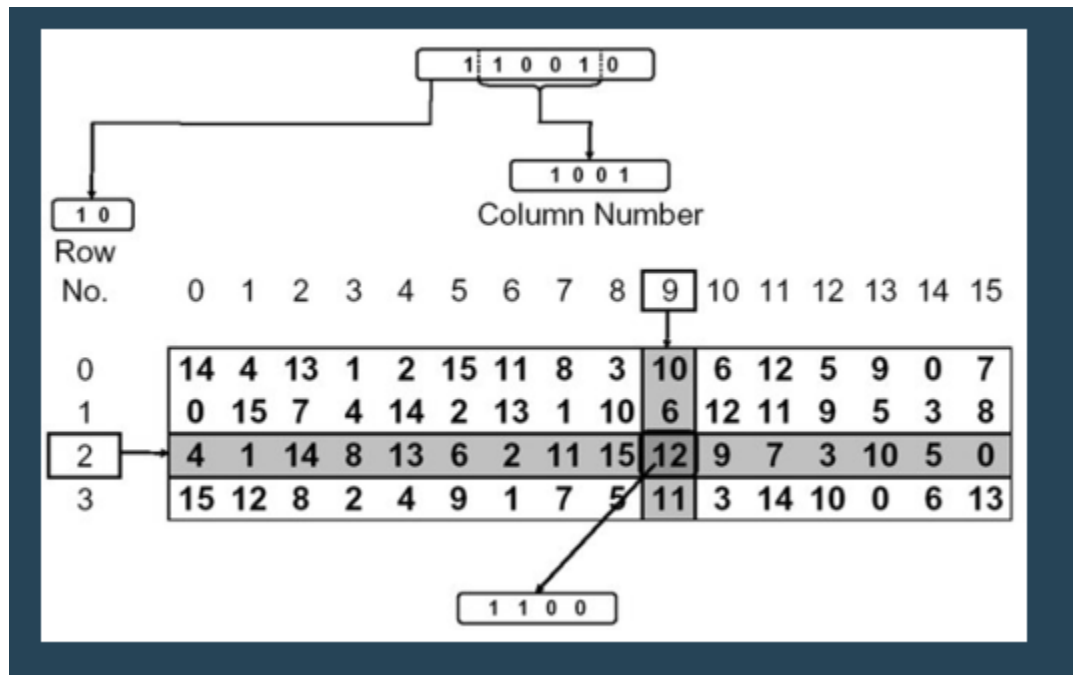 1 1 0 0 1 0
1 0 0 1
1 0
Column Number
Row
No. 0 1 2 3 4 5 6 7 8 9 10 11 12 13 14 15
0 14 4 13 1 2 15 11 8 3 10 6 12 5 9 0 7
1 0 15 7 4 14 2 13 1 10 6 12 11 9 5 3 8
2 4 1 14 8 13 6 2 11 15 12 9 7 3 10 5 0
3 15 12 8 2 4 9 1 7 5 11 3 14 10 0 6 13
1 1 0 0